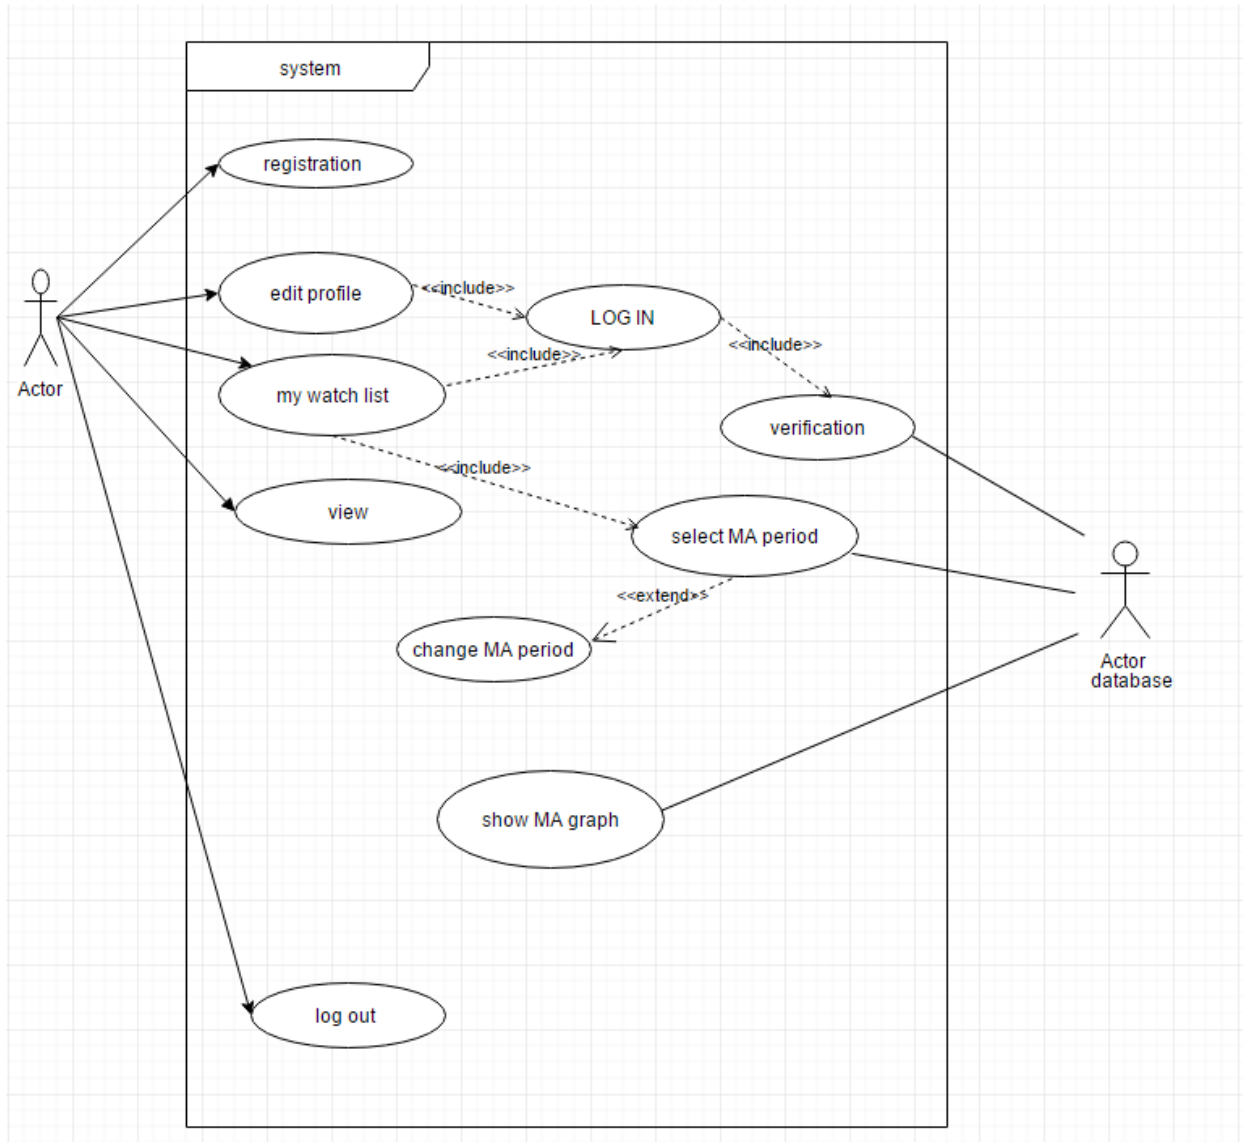 system
registration
edit profile
<<include>>
LOG IN
<<include>>
<<include>>
my watch list
Actor
verification
<<include>>
view
select MA period
<<extend>>
change MA period
Actor
database
show MA graph
log out